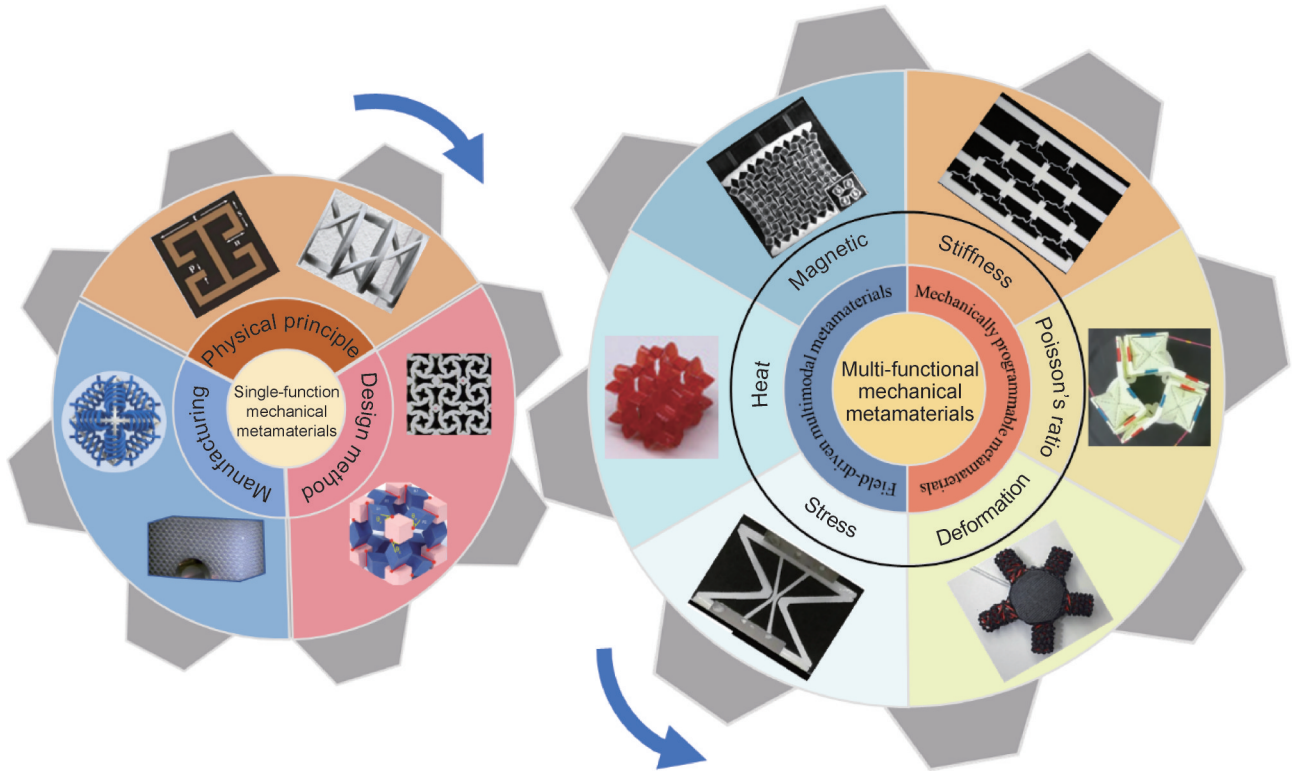 Physical principle
Design method
Manufacturing
Single-function
mechanical
metamaterials
Magnetic
Stiffness
Heat
Poisson's ratio
Stress
Deformation
Field-driven multimodal metamaterials
Mechanically programmable metamaterials
Multi-functional
mechanical
metamaterials